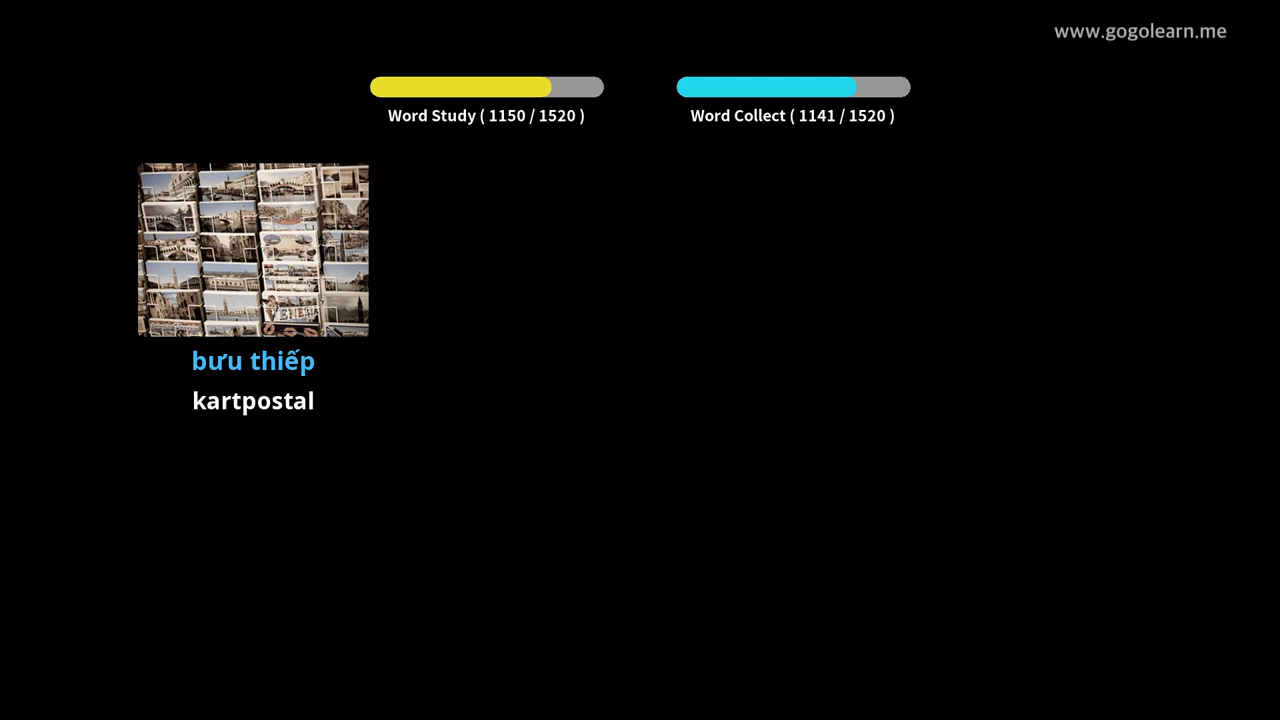 www.gogolearn.me
Word Study ( 1150 / 1520 )
Word Collect ( 1141 / 1520 )
bưu thiếp
kartpostal